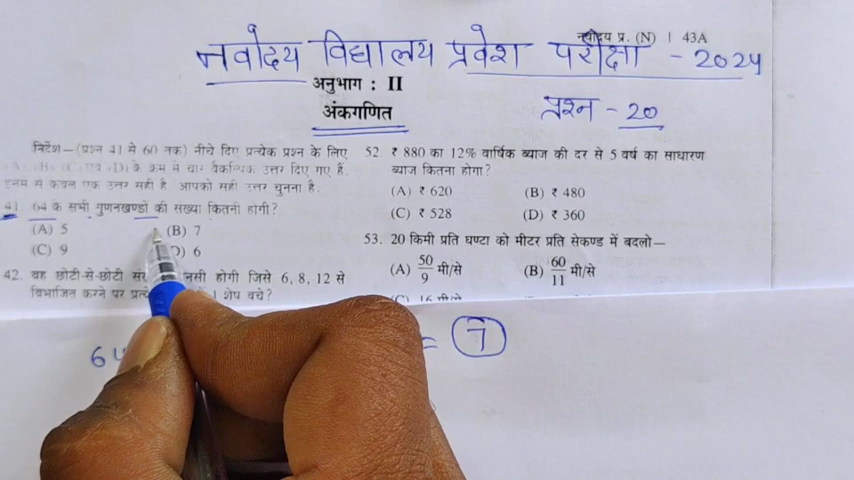 नवोदय प्र. (N) | 43A
नवोदय विद्यालय प्रवेश परीक्षा - 2024
अनुभाग : II
अंकगणित
प्रश्न - 20
निर्देश—(प्रश्न 41 से 60 तक) नीचे दिए प्रत्येक प्रश्न के लिए
(A), (B), (C) एवं (D) के क्रम में चार वैकल्पिक उत्तर दिए गए हैं,
इनमें से केवल एक उत्तर सही है, आपको सही उत्तर चुनना है.
41. 64 के सभी गुणनखण्डों की संख्या कितनी होगी?
(A) 5 (B) 7
(C) 9 (D) 6
42. वह छोटी-से-छोटी होगी जिसे 6, 8, 12 से
विभाजित करने पर 1 शेष बचे?
52. ₹ 880 का 12% वार्षिक ब्याज की दर से 5 वर्ष का साधारण
ब्याज कितना होगा?
(A) ₹ 620 (B) ₹ 480
(C) ₹ 528 (D) ₹ 360
53. 20 किमी प्रति घण्टा को मीटर प्रति सेकण्ड में बदलो—
(A) 50/9 मी/से (B) 60/11 मी/से
64 = 7